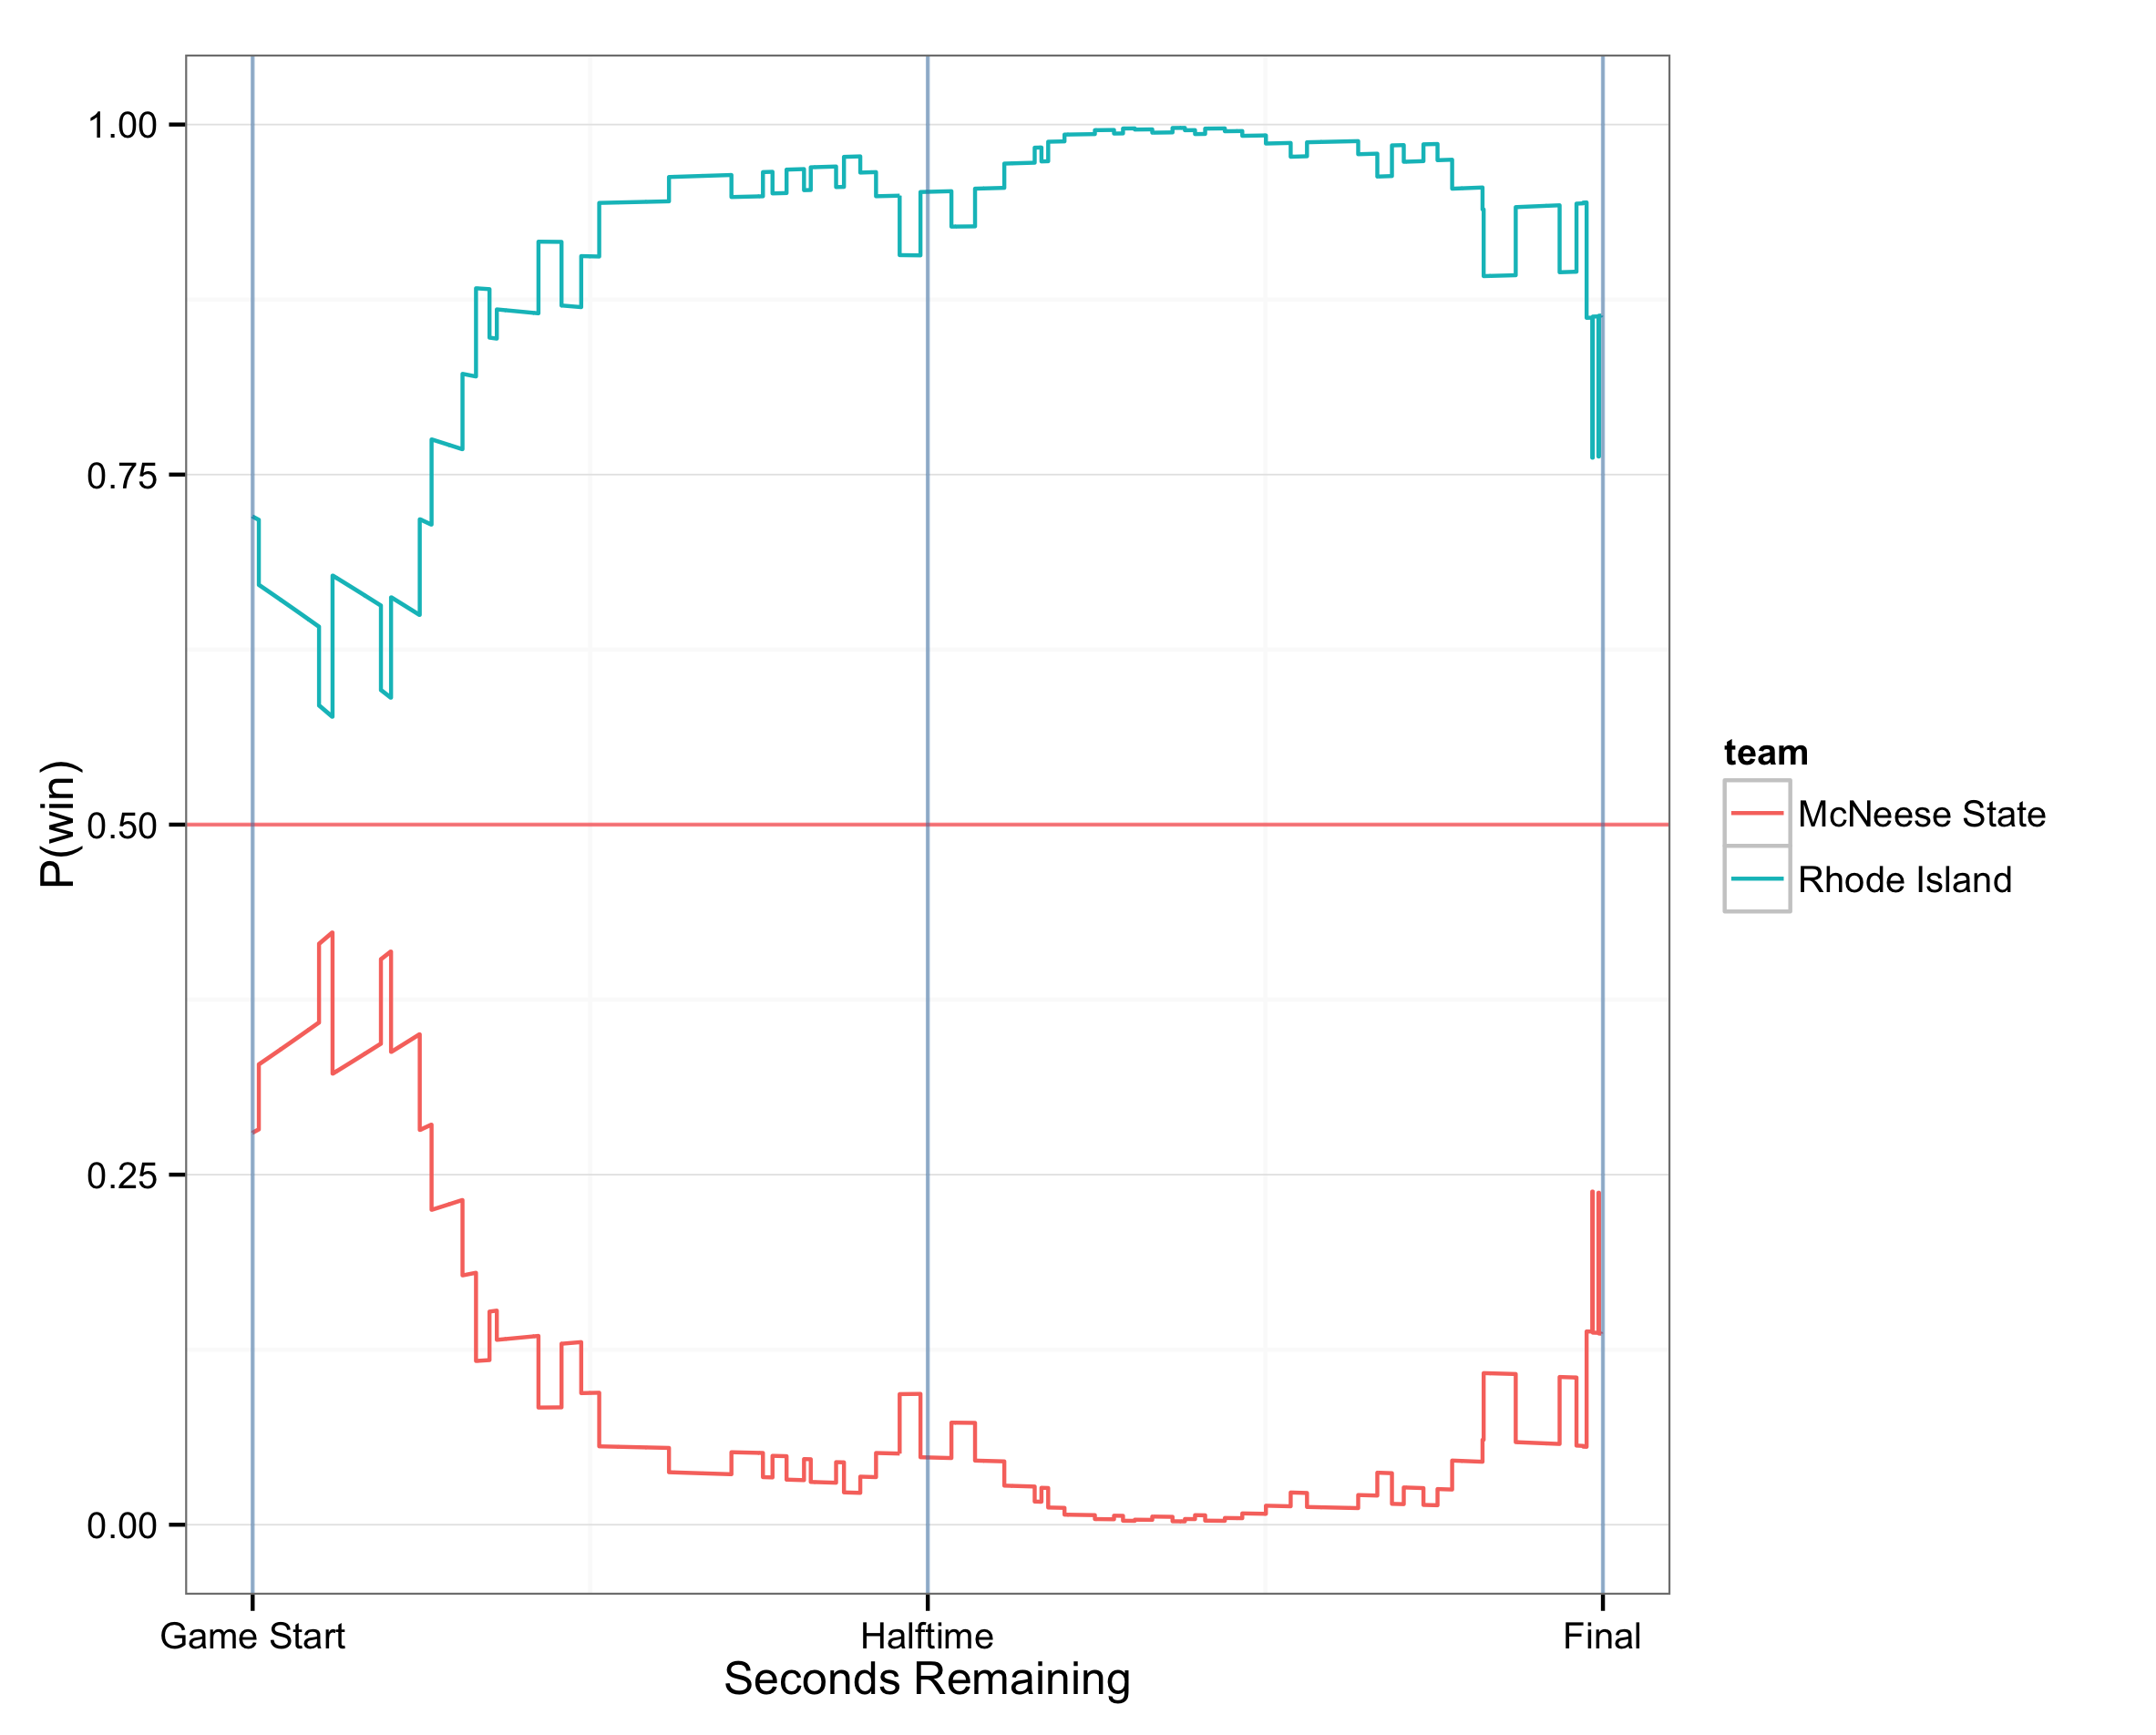 P(win)
1.00
0.75
0.50
0.25
0.00
Game Start
Halftime
Final
Seconds Remaining
team
McNeese State
Rhode Island